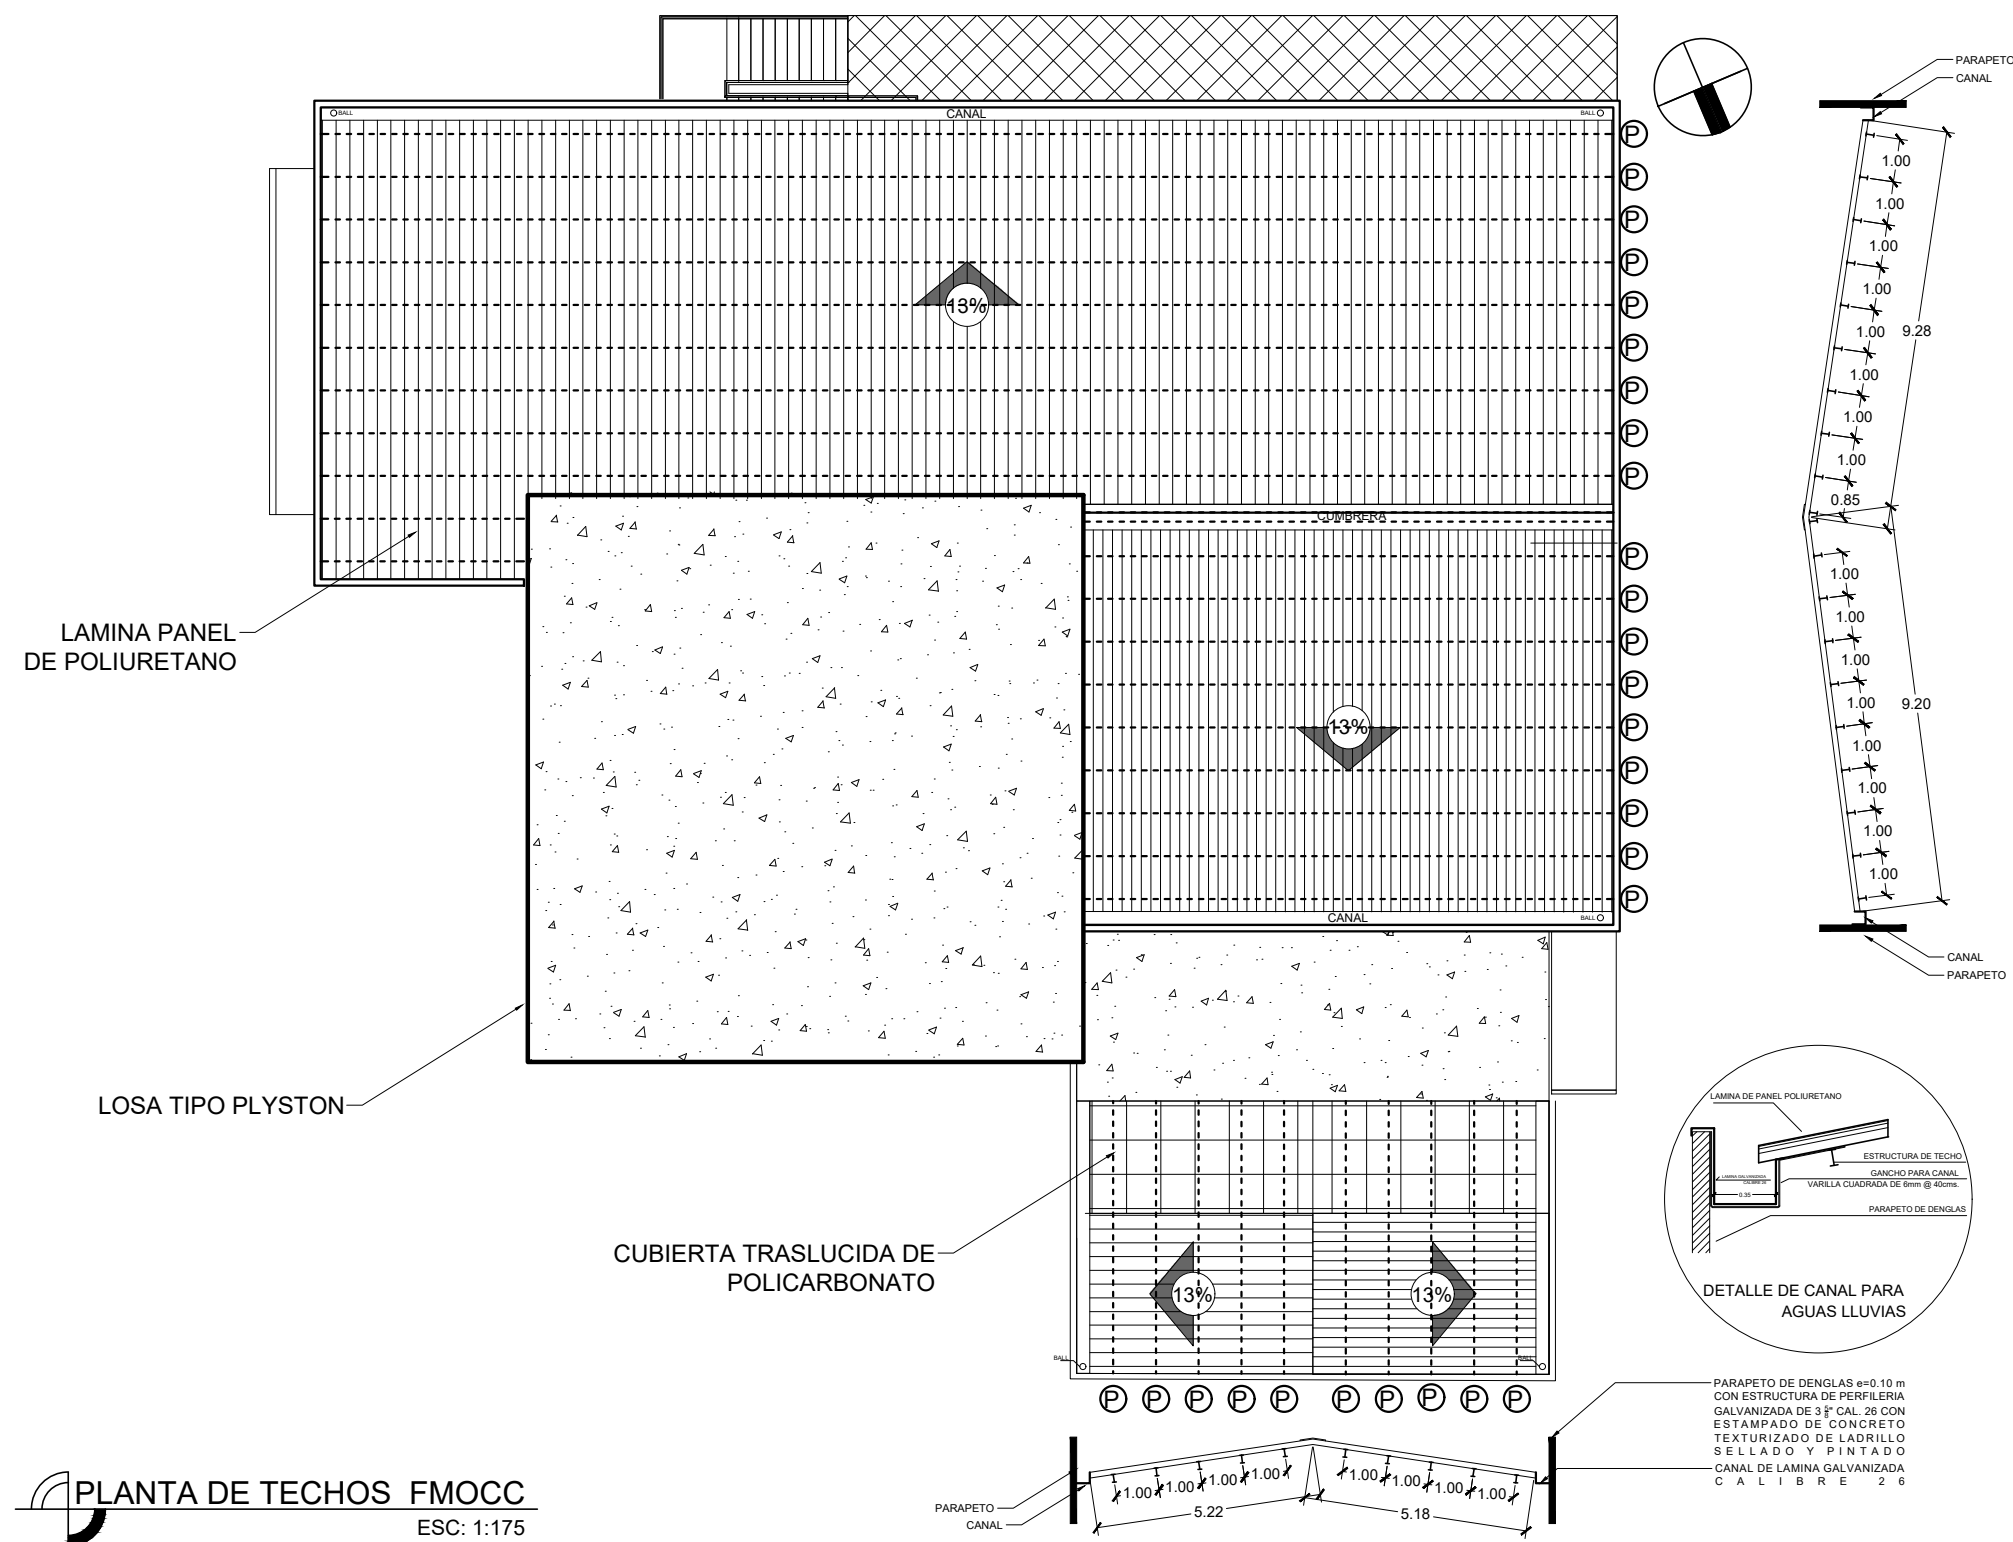 PARAPETO
CANAL
BALL
CANAL
BALL
P
P
P
P
P
P
P
P
P
1.00
1.00
1.00
1.00
1.00
1.00
1.00
1.00
0.85
9.28
13%
CUMBRERA
P
P
P
P
P
P
P
P
P
1.00
1.00
1.00
1.00
1.00
1.00
1.00
1.00
9.20
13%
LAMINA PANEL
DE POLIURETANO
CANAL
BALL
CANAL
PARAPETO
LOSA TIPO PLYSTON
LAMINA DE PANEL POLIURETANO
ESTRUCTURA DE TECHO
GANCHO PARA CANAL
VARILLA CUADRADA DE 6mm @ 40cms.
LAMINA GALVANIZADA
CALIBRE 26
0.35
PARAPETO DE DENGLAS
DETALLE DE CANAL PARA
AGUAS LLUVIAS
CUBIERTA TRASLUCIDA DE
POLICARBONATO
13%
13%
BALL
BALL
P
P
P
P
P
P
P
P
P
P
PARAPETO DE DENGLAS e=0.10 m
CON ESTRUCTURA DE PERFILERIA
GALVANIZADA DE 3 5/8" CAL. 26 CON
ESTAMPADO DE CONCRETO
TEXTURIZADO DE LADRILLO
SELLADO Y PINTADO
CANAL DE LAMINA GALVANIZADA
CALIBRE 26
1.00
1.00
1.00
1.00
1.00
1.00
1.00
1.00
5.22
5.18
PARAPETO
CANAL
PLANTA DE TECHOS FMOCC
ESC: 1:175